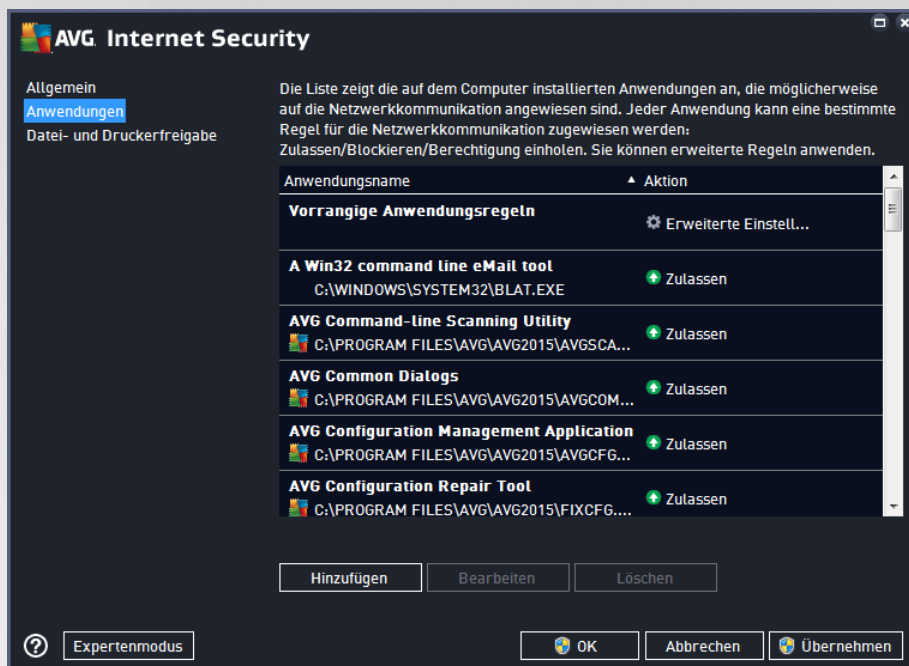 AVG Internet Security
Allgemein
Anwendungen
Datei- und Druckerfreigabe
Die Liste zeigt die auf dem Computer installierten Anwendungen an, die möglicherweise
auf die Netzwerkkommunikation angewiesen sind. Jeder Anwendung kann eine bestimmte
Regel für die Netzwerkkommunikation zugewiesen werden:
Zulassen/Blockieren/Berechtigung einholen. Sie können erweiterte Regeln anwenden.
Anwendungsname Aktion
Vorrangige Anwendungsregeln
Erweiterte Einstell...
A Win32 command line eMail tool
C:\WINDOWS\SYSTEM32\BLAT.EXE
Zulassen
AVG Command-line Scanning Utility
C:\PROGRAM FILES\AVG\AVG2015\AVGSCA...
Zulassen
AVG Common Dialogs
C:\PROGRAM FILES\AVG\AVG2015\AVGCOM...
Zulassen
AVG Configuration Management Application
C:\PROGRAM FILES\AVG\AVG2015\AVGCFG...
Zulassen
AVG Configuration Repair Tool
C:\PROGRAM FILES\AVG\AVG2015\FIXCFG....
Zulassen
Hinzufügen Bearbeiten Löschen
? Expertenmodus OK Abbrechen Übernehmen